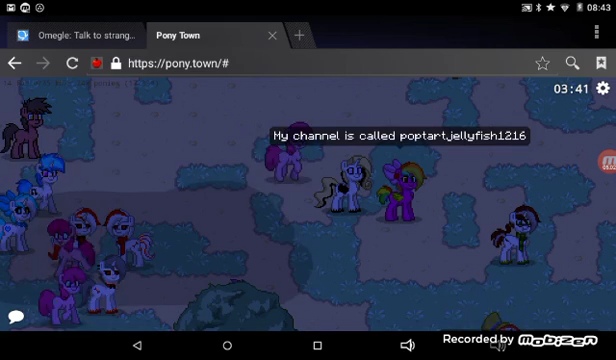 08:43
Omegle: Talk to strang...
Pony Town
https://pony.town/#
03:41
My channel is called poptartjellyfish1216
Recorded by
mobizen